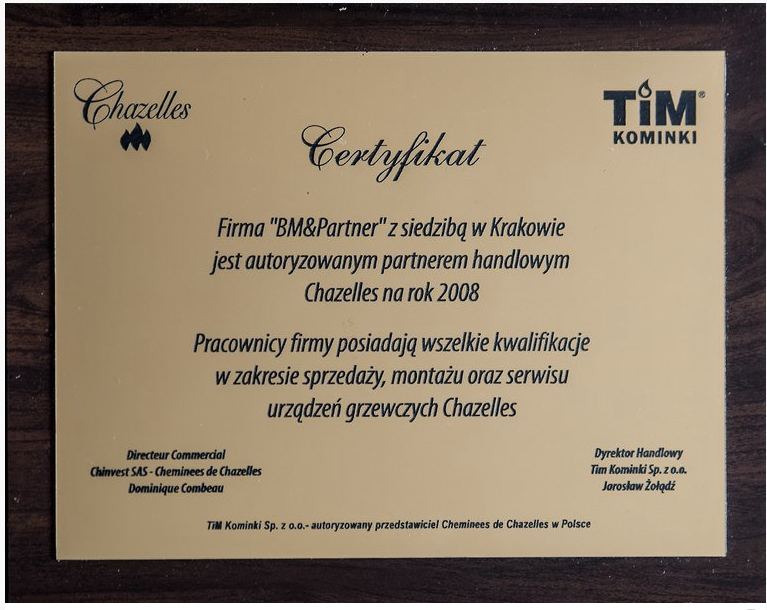 Chazelles
TiM®
KOMINKI
Certyfikat
Firma "BM&Partner" z siedzibą w Krakowie
jest autoryzowanym partnerem handlowym
Chazelles na rok 2008
Pracownicy firmy posiadają wszelkie kwalifikacje
w zakresie sprzedaży, montażu oraz serwisu
urządzeń grzewczych Chazelles
Directeur Commercial
Chinvest SAS - Cheminees de Chazelles
Dominique Combeau
Dyrektor Handlowy
Tim Kominki Sp. z o.o.
Jarosław Żołądź
TiM Kominki Sp. z o.o.- autoryzowany przedstawiciel Cheminees de Chazelles w Polsce